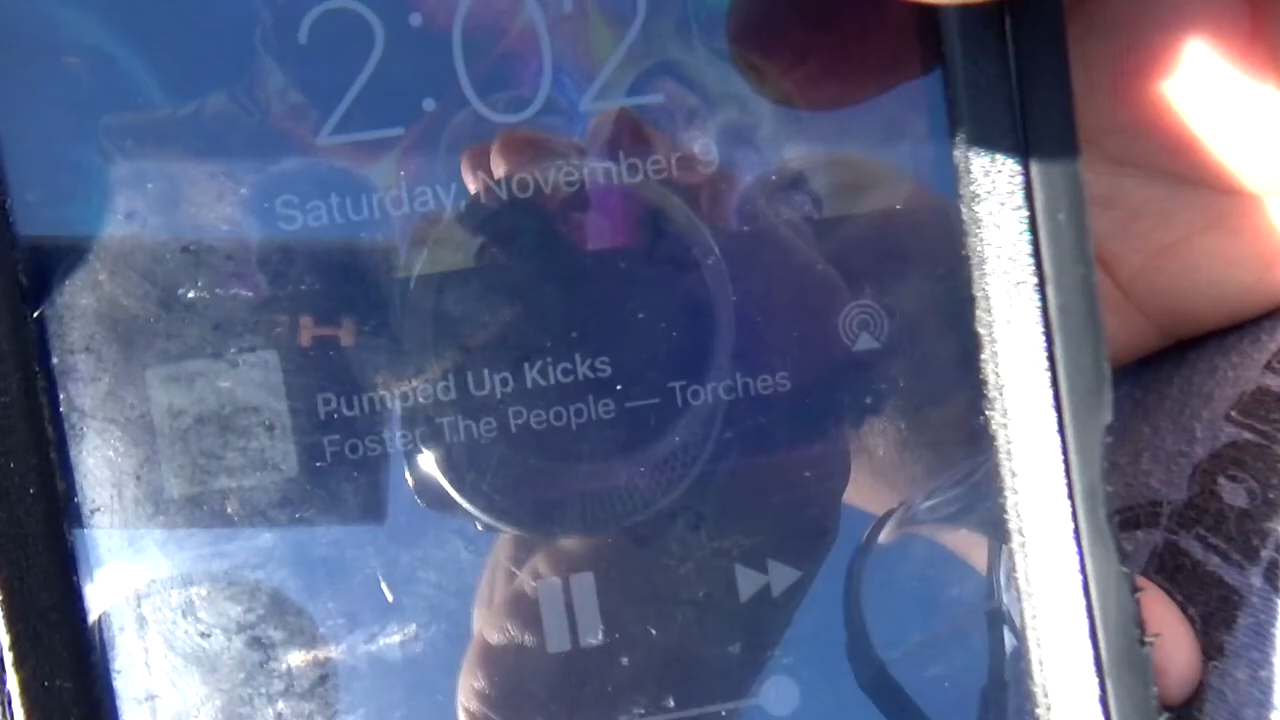 2:02
Saturday, November 9
Pumped Up Kicks
Foster The People — Torches